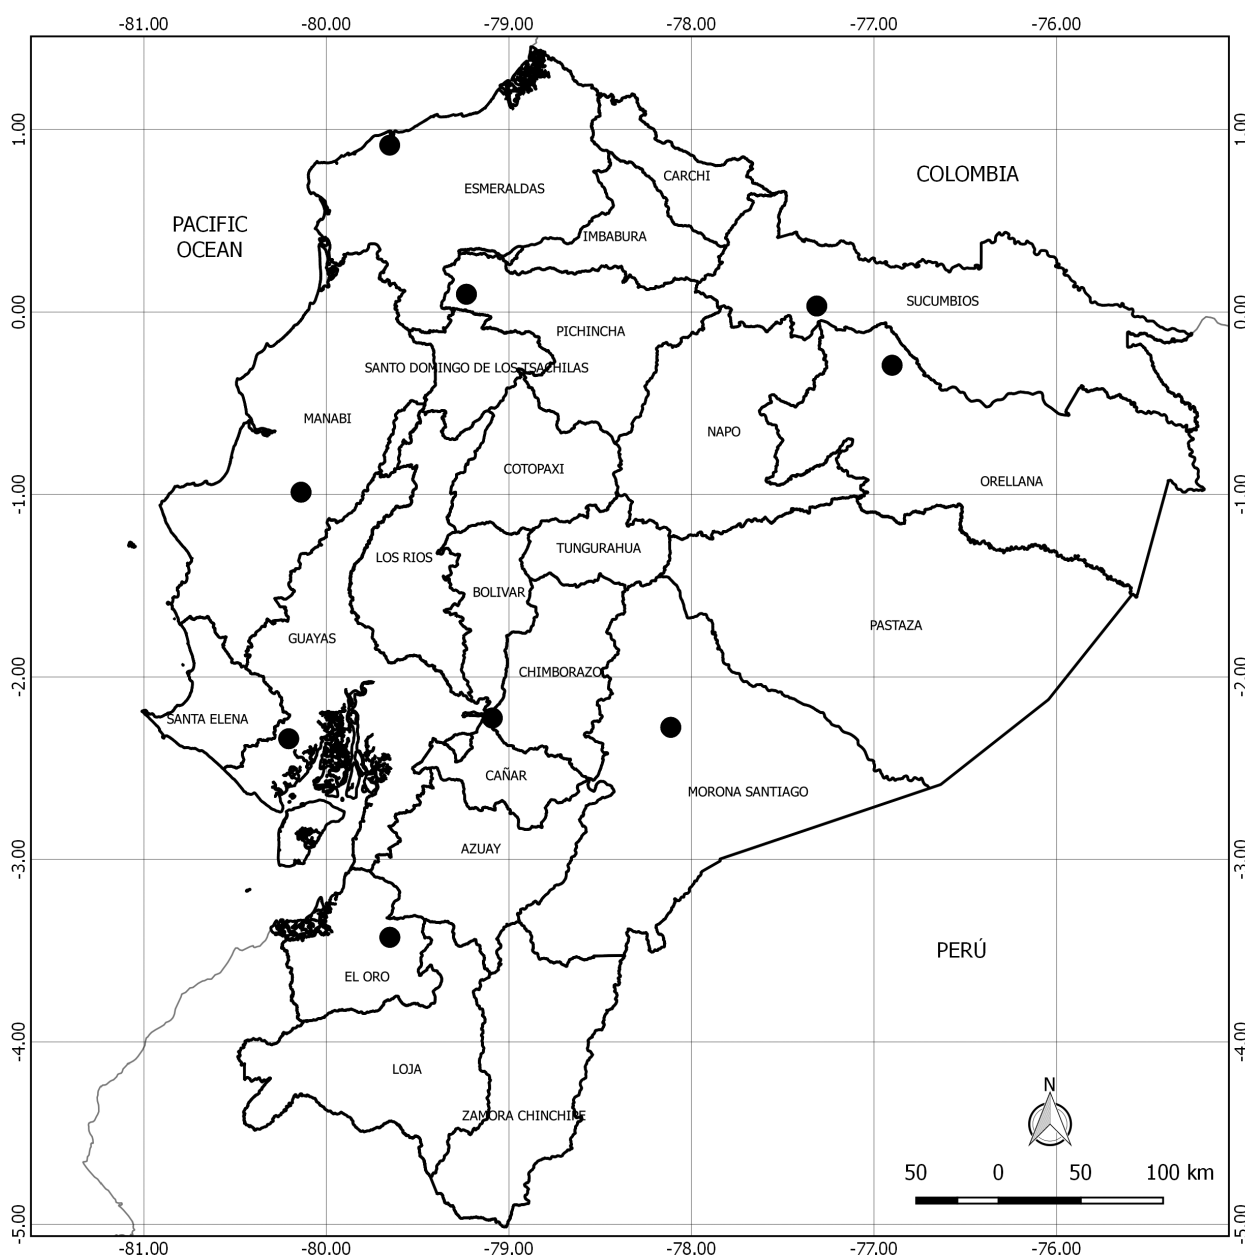 -81.00 -80.00 -79.00 -78.00 -77.00 -76.00
1.00 1.00
COLOMBIA
CARCHI
ESMERALDAS
PACIFIC
OCEAN
IMBABURA
SUCUMBIOS
0.00 0.00
PICHINCHA
SANTO DOMINGO DE LOS TSACHILAS
MANABI
NAPO
COTOPAXI
ORELLANA
-1.00 -1.00
TUNGURAHUA
LOS RIOS
BOLIVAR
PASTAZA
GUAYAS
CHIMBORAZO
-2.00 -2.00
SANTA ELENA
CAÑAR
MORONA SANTIAGO
AZUAY
-3.00 -3.00
PERÚ
EL ORO
-4.00 -4.00
LOJA
N
ZAMORA CHINCHIPE
50 0 50 100 km
-5.00 -5.00
-81.00 -80.00 -79.00 -78.00 -77.00 -76.00